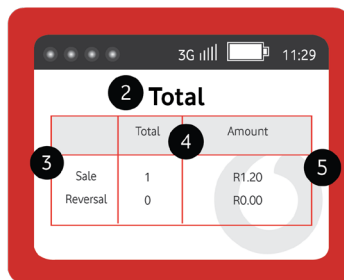 3G 11:29
2 Total
Total 4 Amount
3 5
Sale 1 R1.20
Reversal 0 R0.00